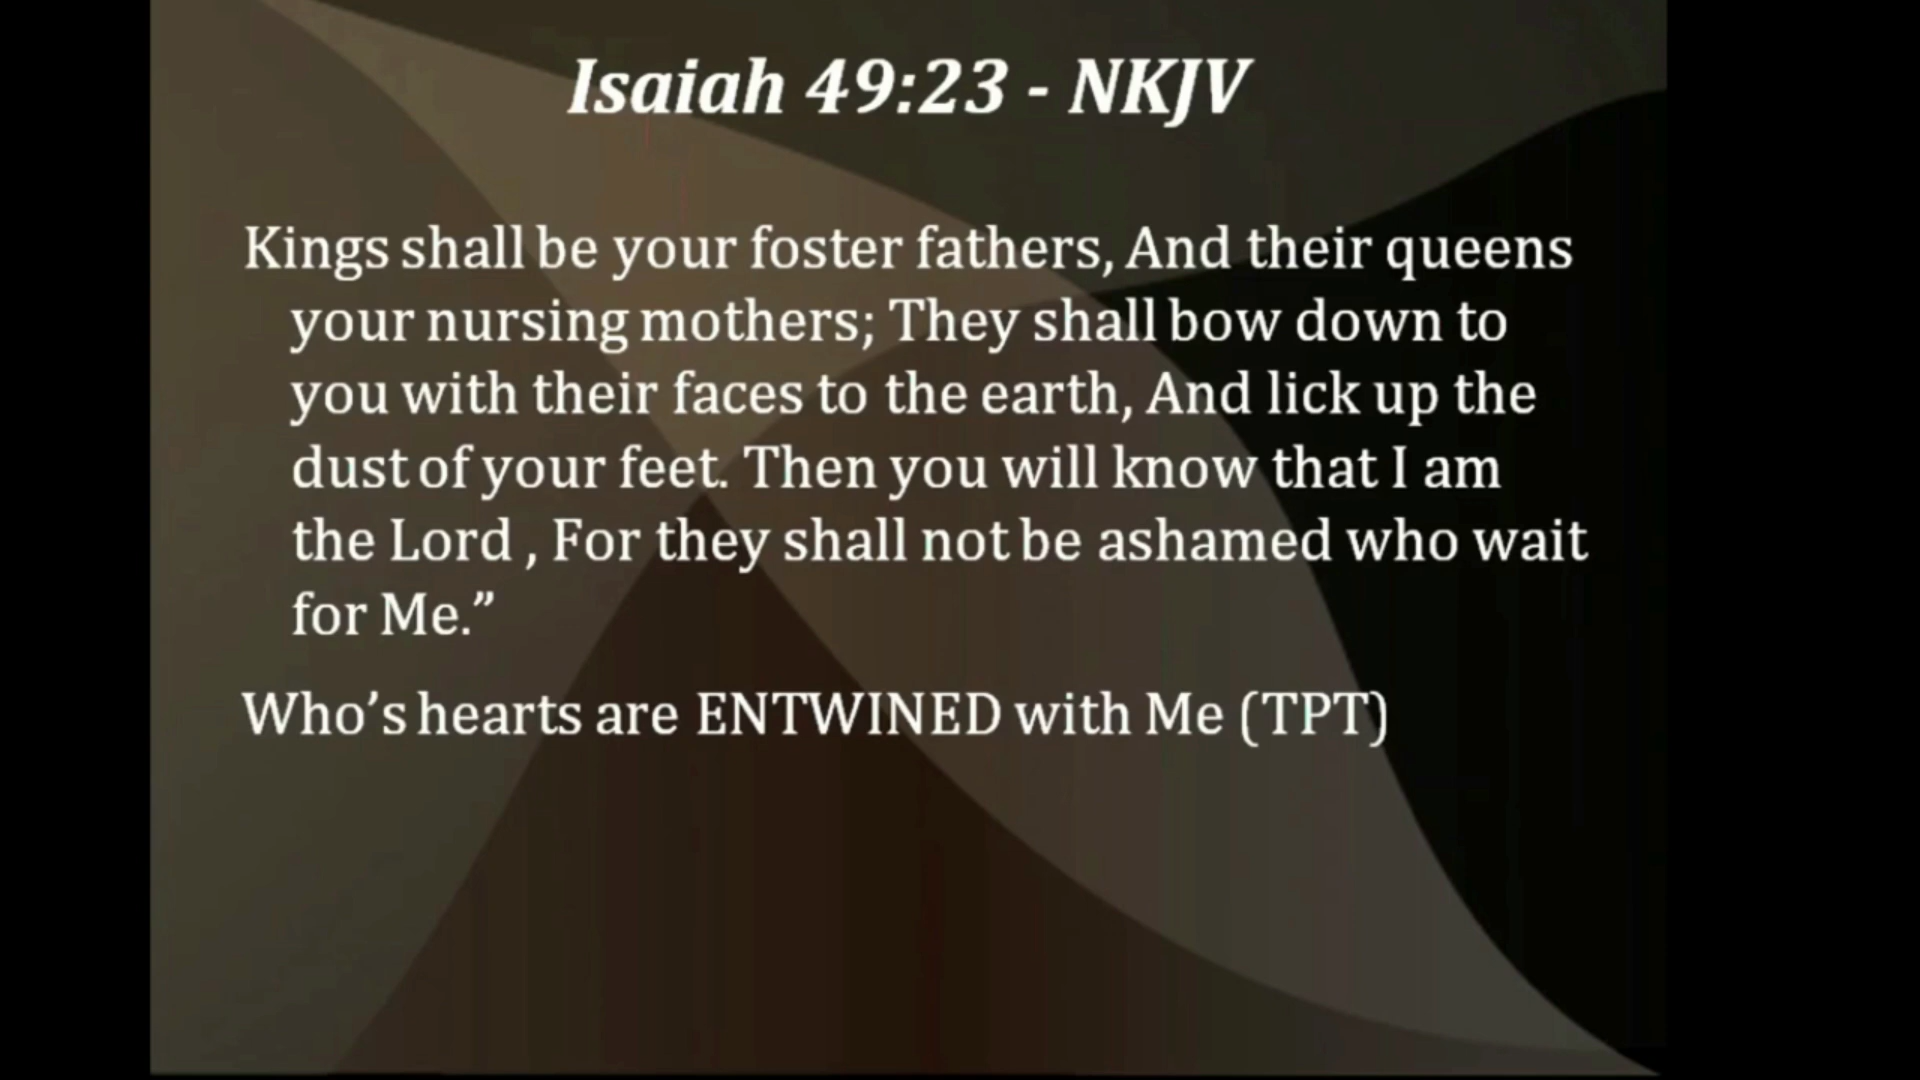 Isaiah 49:23 - NKJV
Kings shall be your foster fathers, And their queens
your nursing mothers; They shall bow down to
you with their faces to the earth, And lick up the
dust of your feet. Then you will know that I am
the Lord , For they shall not be ashamed who wait
for Me.”
Who’s hearts are ENTWINED with Me (TPT)